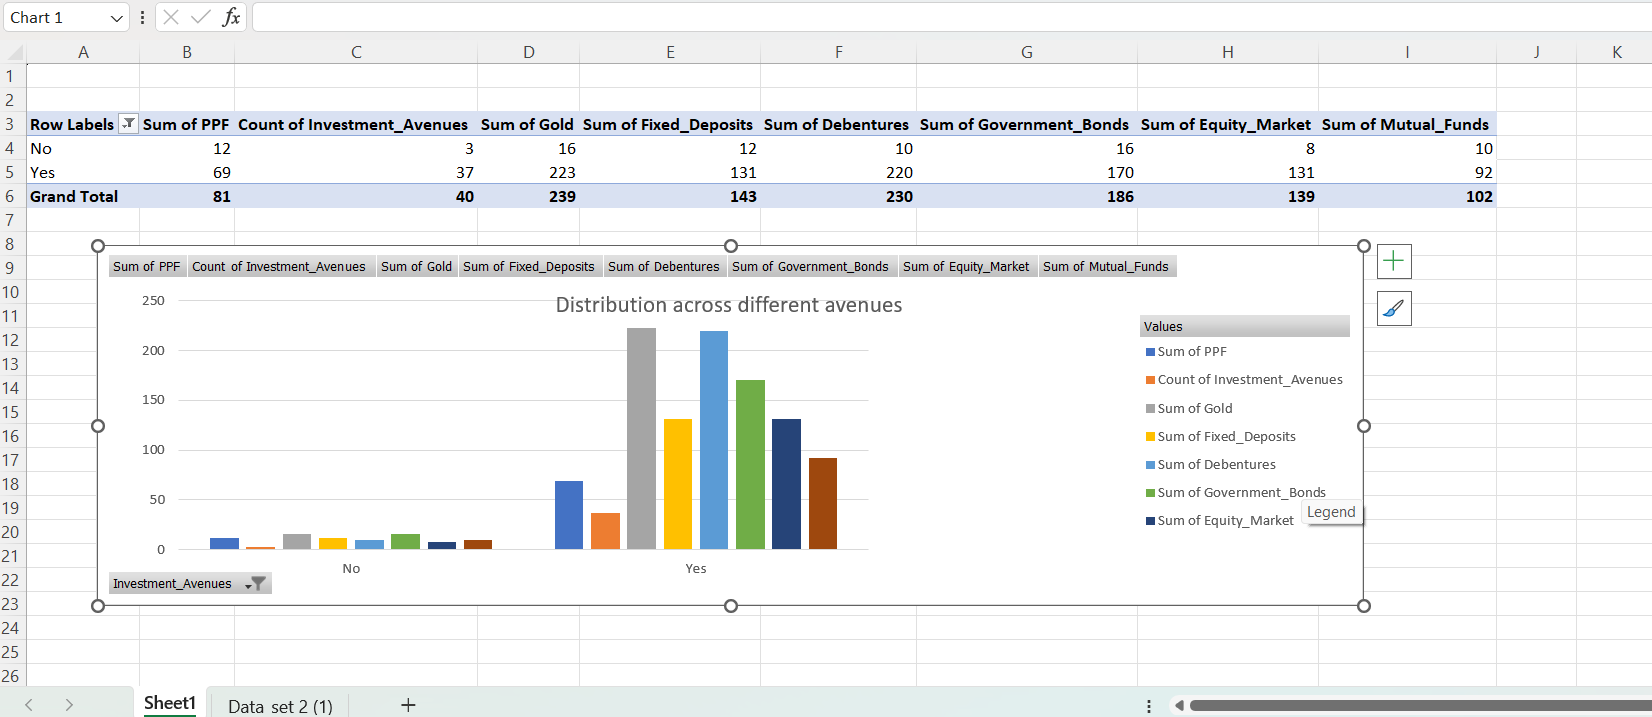 Chart 1 fx
A B C D E F G H I J K
1
2
3 Row Labels Sum of PPF Count of Investment_Avenues Sum of Gold Sum of Fixed_Deposits Sum of Debentures Sum of Government_Bonds Sum of Equity_Market Sum of Mutual_Funds
4 No 12 3 16 12 10 16 8 10
5 Yes 69 37 223 131 220 170 131 92
6 Grand Total 81 40 239 143 230 186 139 102
7
8
9 Sum of PPF Count of Investment_Avenues Sum of Gold Sum of Fixed_Deposits Sum of Debentures Sum of Government_Bonds Sum of Equity_Market Sum of Mutual_Funds
10
11
12
13
14
15
16
17
18
19
20
21
22
23
24
25
26
Distribution across different avenues
250
200
150
100
50
0
No Yes
Values
Sum of PPF
Count of Investment_Avenues
Sum of Gold
Sum of Fixed_Deposits
Sum of Debentures
Sum of Government_Bonds
Sum of Equity_Market
Legend
Investment_Avenues
Sheet1 Data set 2 (1) +